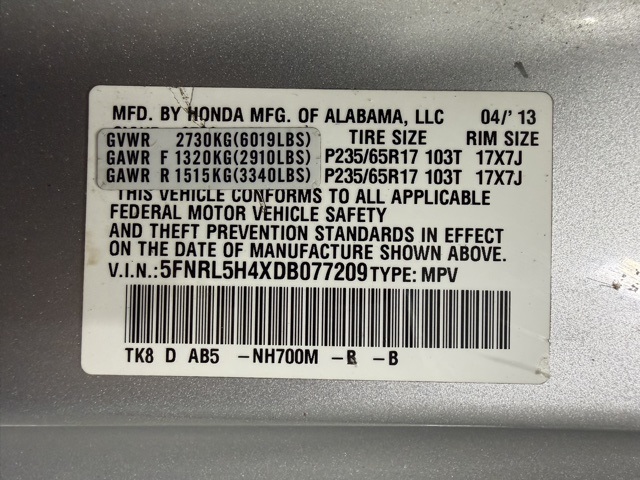 MFD. BY HONDA MFG. OF ALABAMA, LLC 04/'13
GVWR 2730KG(6019LBS) TIRE SIZE RIM SIZE
GAWR F 1320KG(2910LBS) P235/65R17 103T 17X7J
GAWR R 1515KG(3340LBS) P235/65R17 103T 17X7J
THIS VEHICLE CONFORMS TO ALL APPLICABLE
FEDERAL MOTOR VEHICLE SAFETY
AND THEFT PREVENTION STANDARDS IN EFFECT
ON THE DATE OF MANUFACTURE SHOWN ABOVE.
V.I.N.: 5FNRL5H4XDB077209 TYPE: MPV
TK8 D AB5 -NH700M -R -B